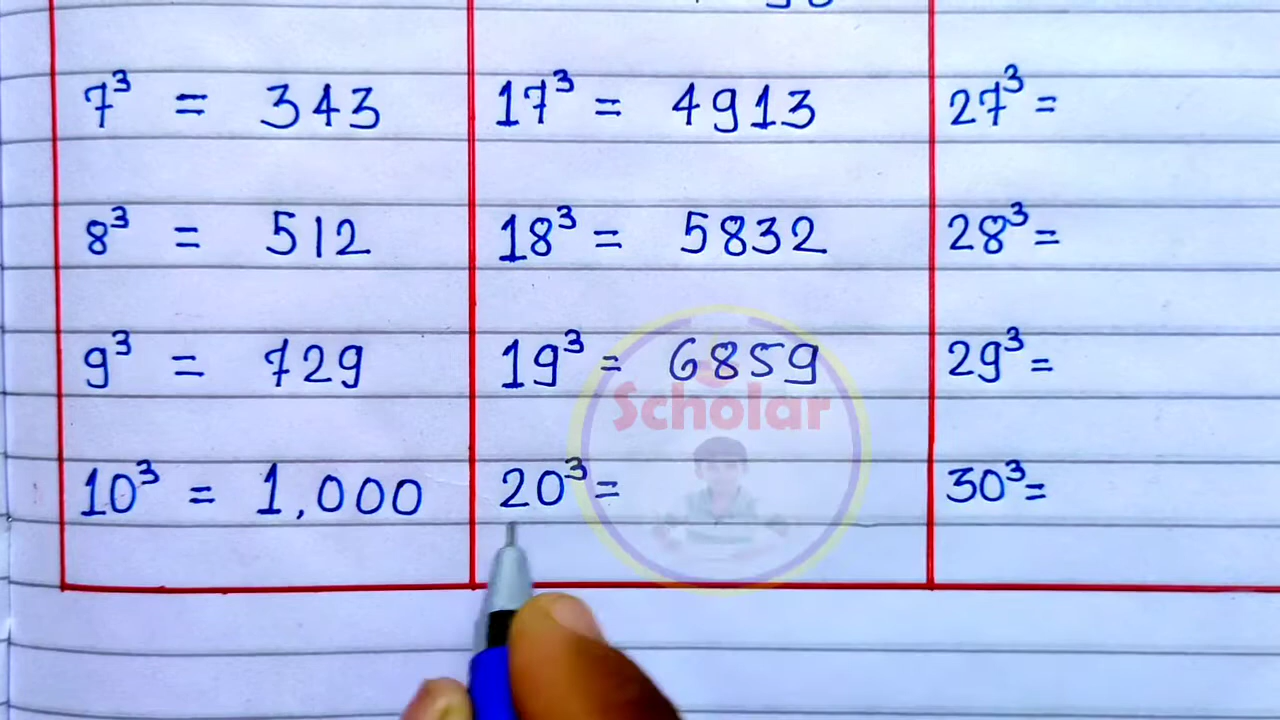 7³ = 343 17³ = 4913 27³ =
8³ = 512 18³ = 5832 28³ =
9³ = 729 19³ = 6859 29³ =
Scholar
10³ = 1,000 20³ = 30³ =